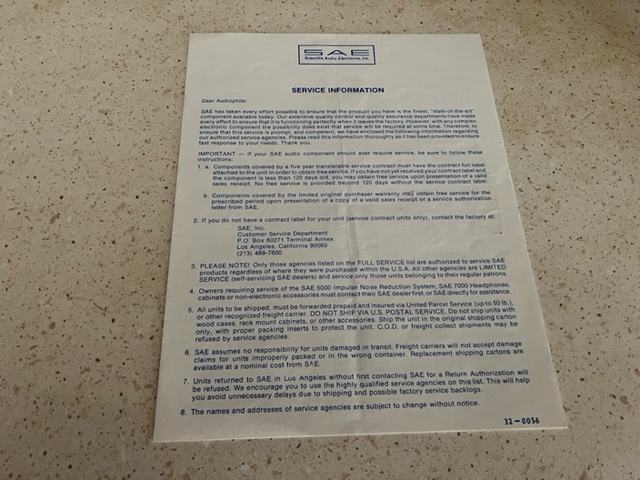 SAE
Scientific Audio Electronics, Inc.
SERVICE INFORMATION
Dear Audiophile:
SAE has taken every effort possible to ensure that the product you have is the finest, "state-of-the-art"
component available today. Our extensive quality control and quality assurance departments have made
every effort to ensure that it is functioning perfectly when it leaves the factory. However, with any complex
electronic component the possibility does exist that service will be required at some time. Therefore, to
ensure that this service is prompt, and competent, we have enclosed the following information regarding
our authorized service agencies. Please read this information thoroughly as it has been provided to ensure
fast response to your needs. Thank you.
IMPORTANT — If your SAE audio component should ever require service, be sure to follow these
instructions:
1. a. Components covered by a five year transferable service contract must have the contract foil label
attached to the unit in order to obtain free service. If you have not yet received your contract label and
the component is less than 120 days old, you may obtain free service upon presentation of a valid
sales receipt. No free service is provided beyond 120 days without the service contract label.
b. Components covered by the limited original purchaser warranty may obtain free service for the
prescribed period upon presentation of a copy of a valid sales receipt or a service authorization
letter from SAE.
2. If you do not have a contract label for your unit (service contract units only), contact the factory at:
SAE, Inc.
Customer Service Department
P.O. Box 60271 Terminal Annex
Los Angeles, California 90060
(213) 489-7600
3. PLEASE NOTE! Only those agencies listed on the FULL SERVICE list are authorized to service SAE
products regardless of where they were purchased within the U.S.A. All other agencies are LIMITED
SERVICE (self-servicing SAE dealers) and service only those units belonging to their regular patrons.
4. Owners requiring service of the SAE 5000 Impulse Noise Reduction System, SAE 7000 Headphones,
cabinets or non-electronic accessories must contact their SAE dealer first, or SAE directly for assistance.
5. All units to be shipped, must be forwarded prepaid and insured via United Parcel Service (up to 50 lb.),
or other recognized freight carrier. DO NOT SHIP VIA U.S. POSTAL SERVICE. Do not ship units with
wood cases, rack mount cabinets, or other accessories. Ship the unit in the original shipping carton
only, with proper packing inserts to protect the unit. C.O.D. or freight collect shipments may be
refused by service agencies.
6. SAE assumes no responsibility for units damaged in transit. Freight carriers will not accept damage
claims for units improperly packed or in the wrong container. Replacement shipping cartons are
available at a nominal cost from SAE.
7. Units returned to SAE in Los Angeles without first contacting SAE for a Return Authorization will
be refused. We encourage you to use the highly qualified service agencies on this list. This will help
you avoid unnecessary delays due to shipping and possible factory service backlogs.
8. The names and addresses of service agencies are subject to change without notice.
32-0056